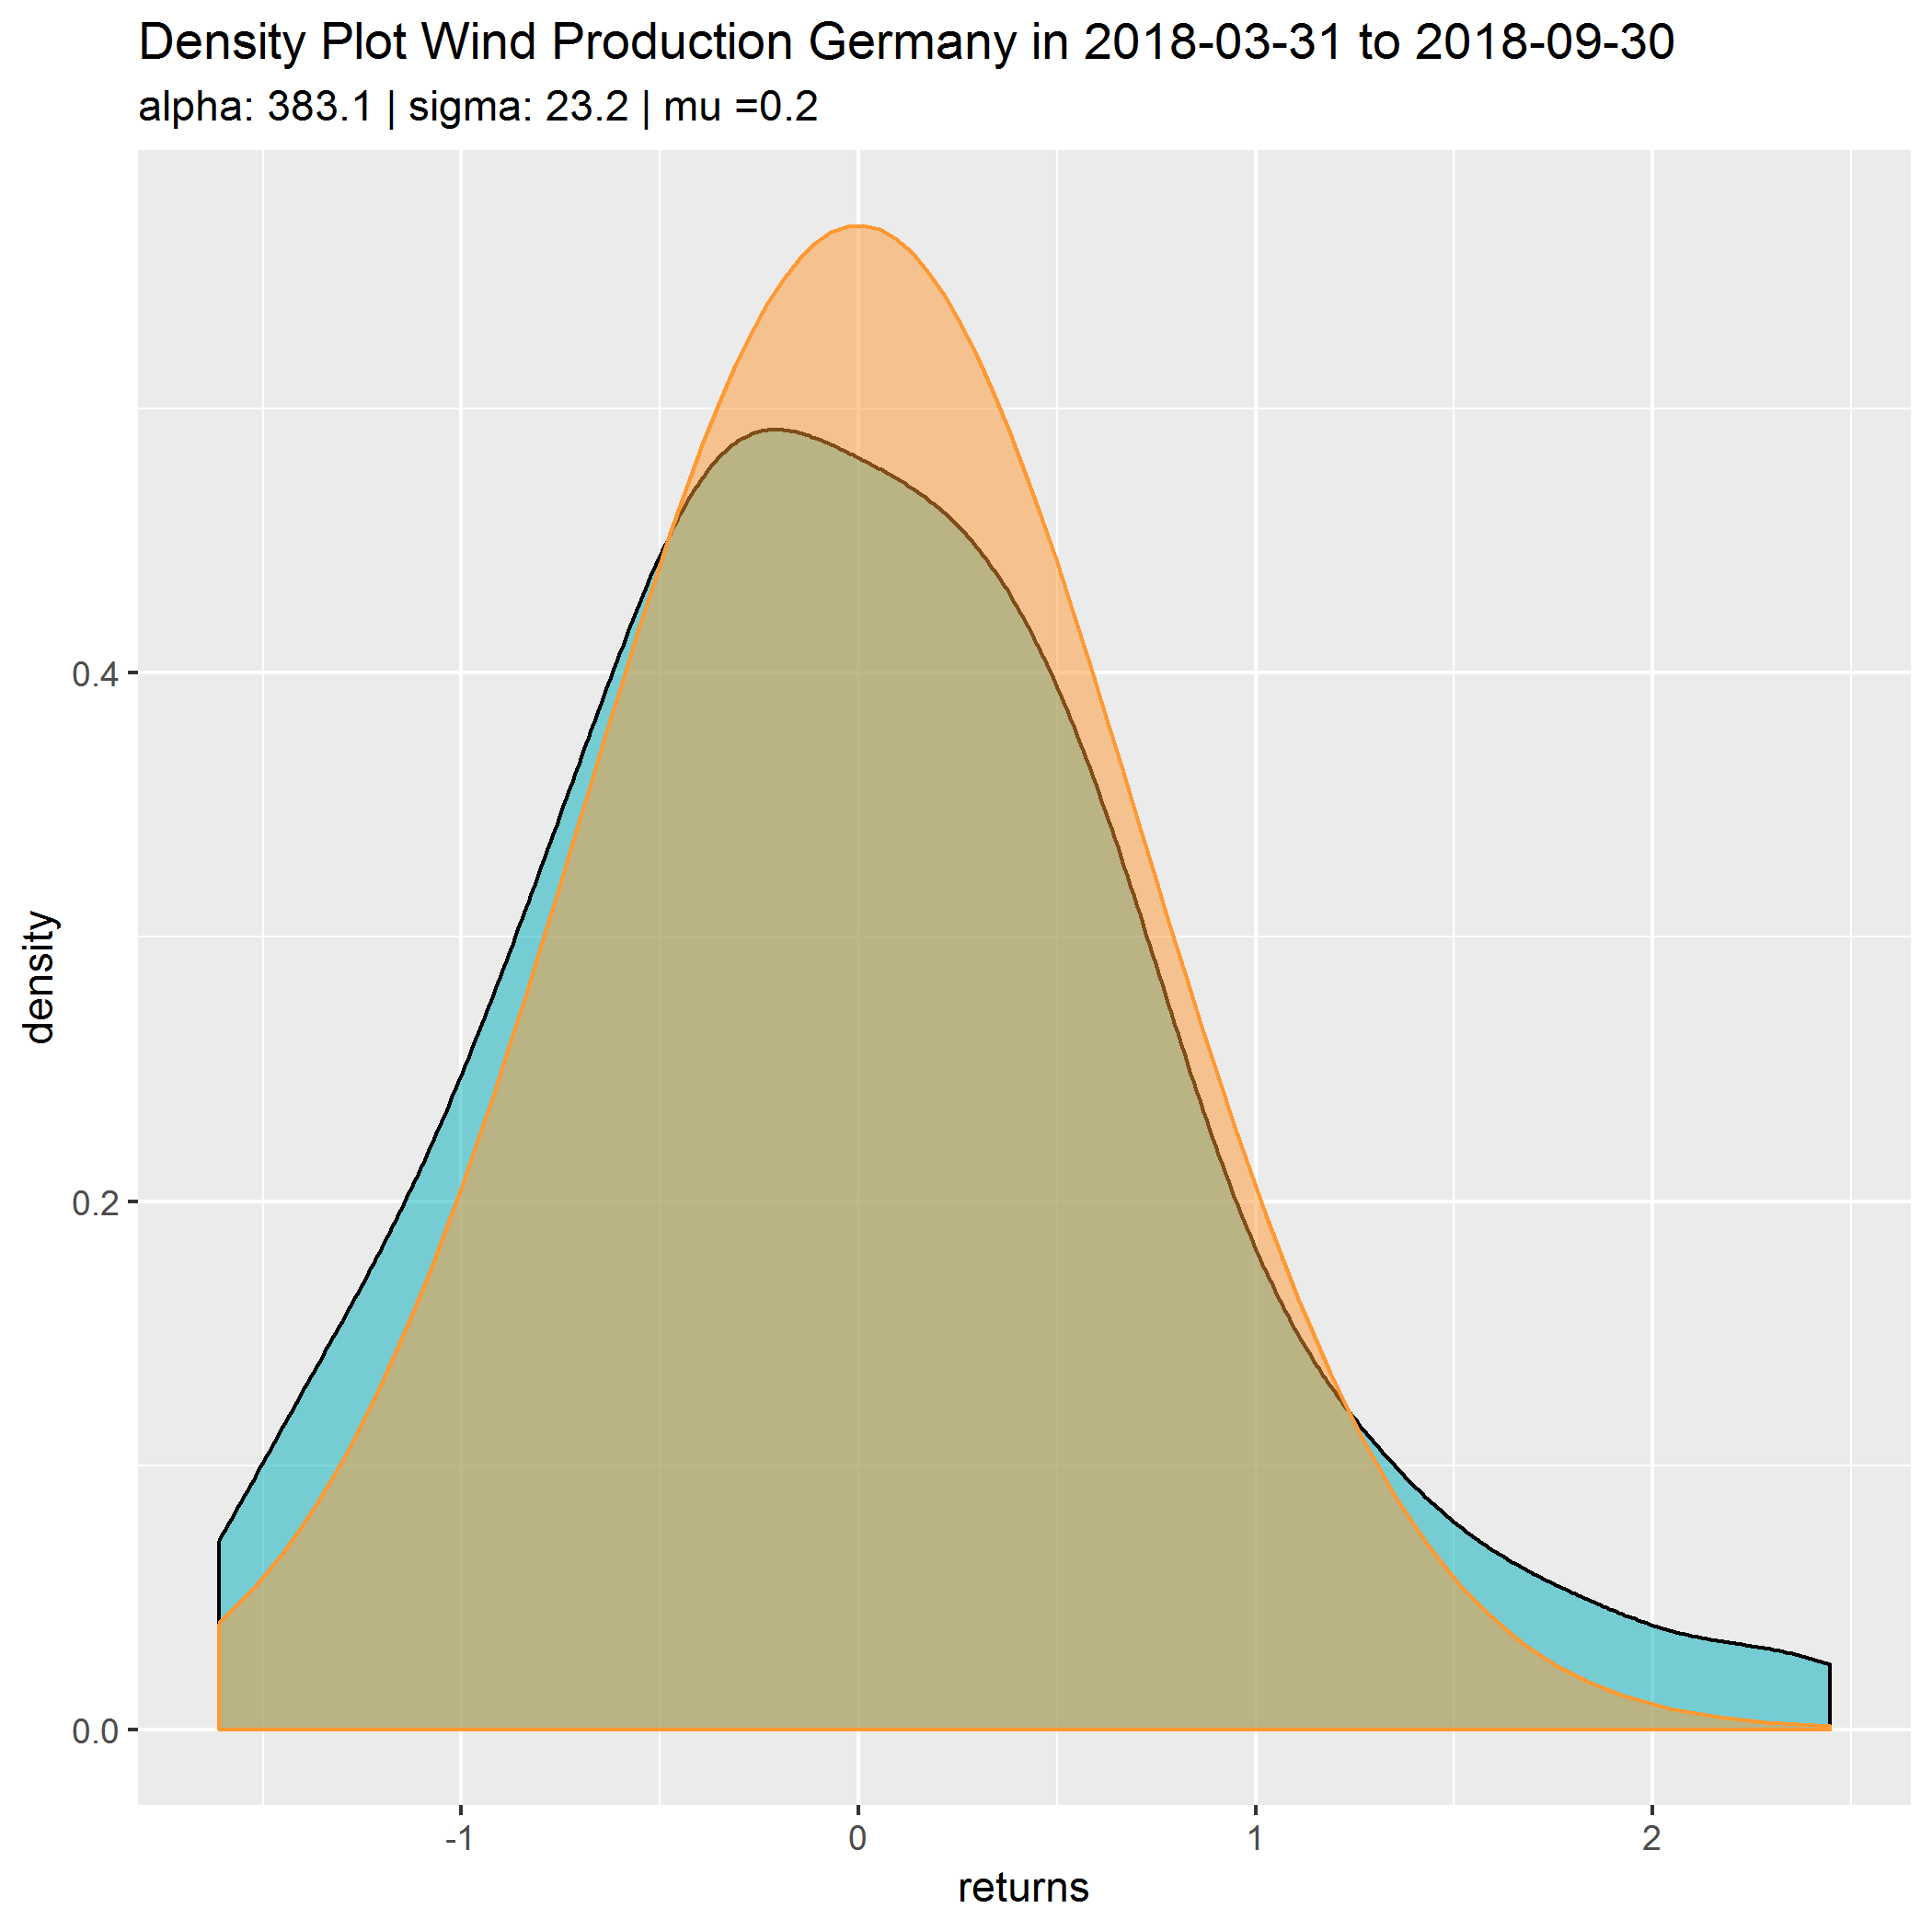 Density Plot Wind Production Germany in 2018-03-31 to 2018-09-30
alpha: 383.1 | sigma: 23.2 | mu =0.2
density
0.4
0.2
0.0
-1
0
1
2
returns